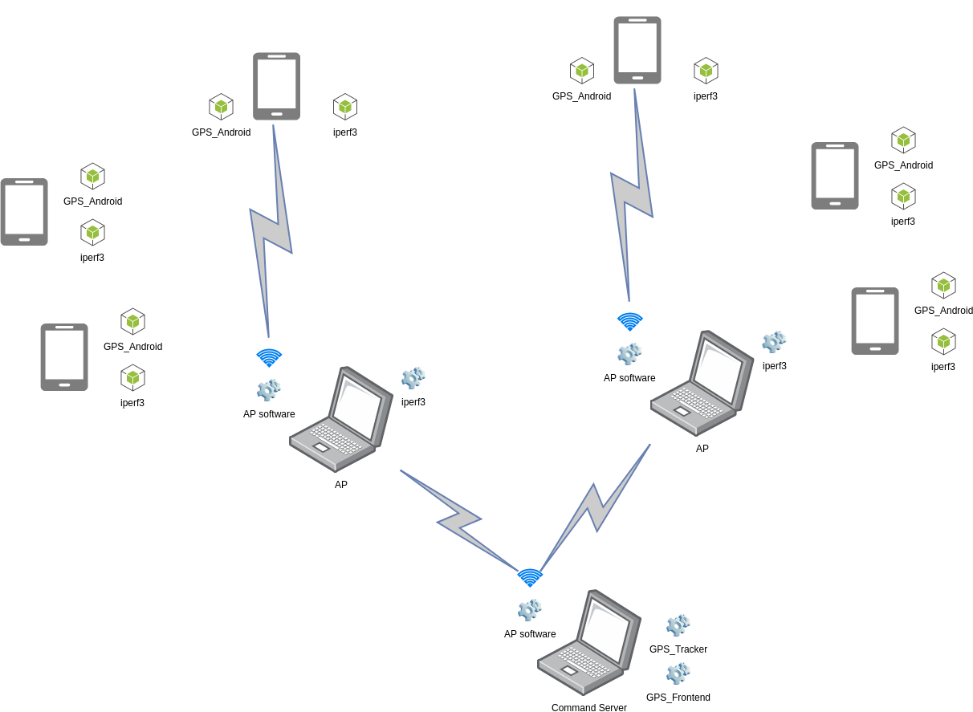 GPS_Android
iperf3
GPS_Android
iperf3
GPS_Android
iperf3
GPS_Android
iperf3
GPS_Android
iperf3
GPS_Android
iperf3
AP software
iperf3
AP
AP software
iperf3
AP
AP software
GPS_Tracker
GPS_Frontend
Command Server